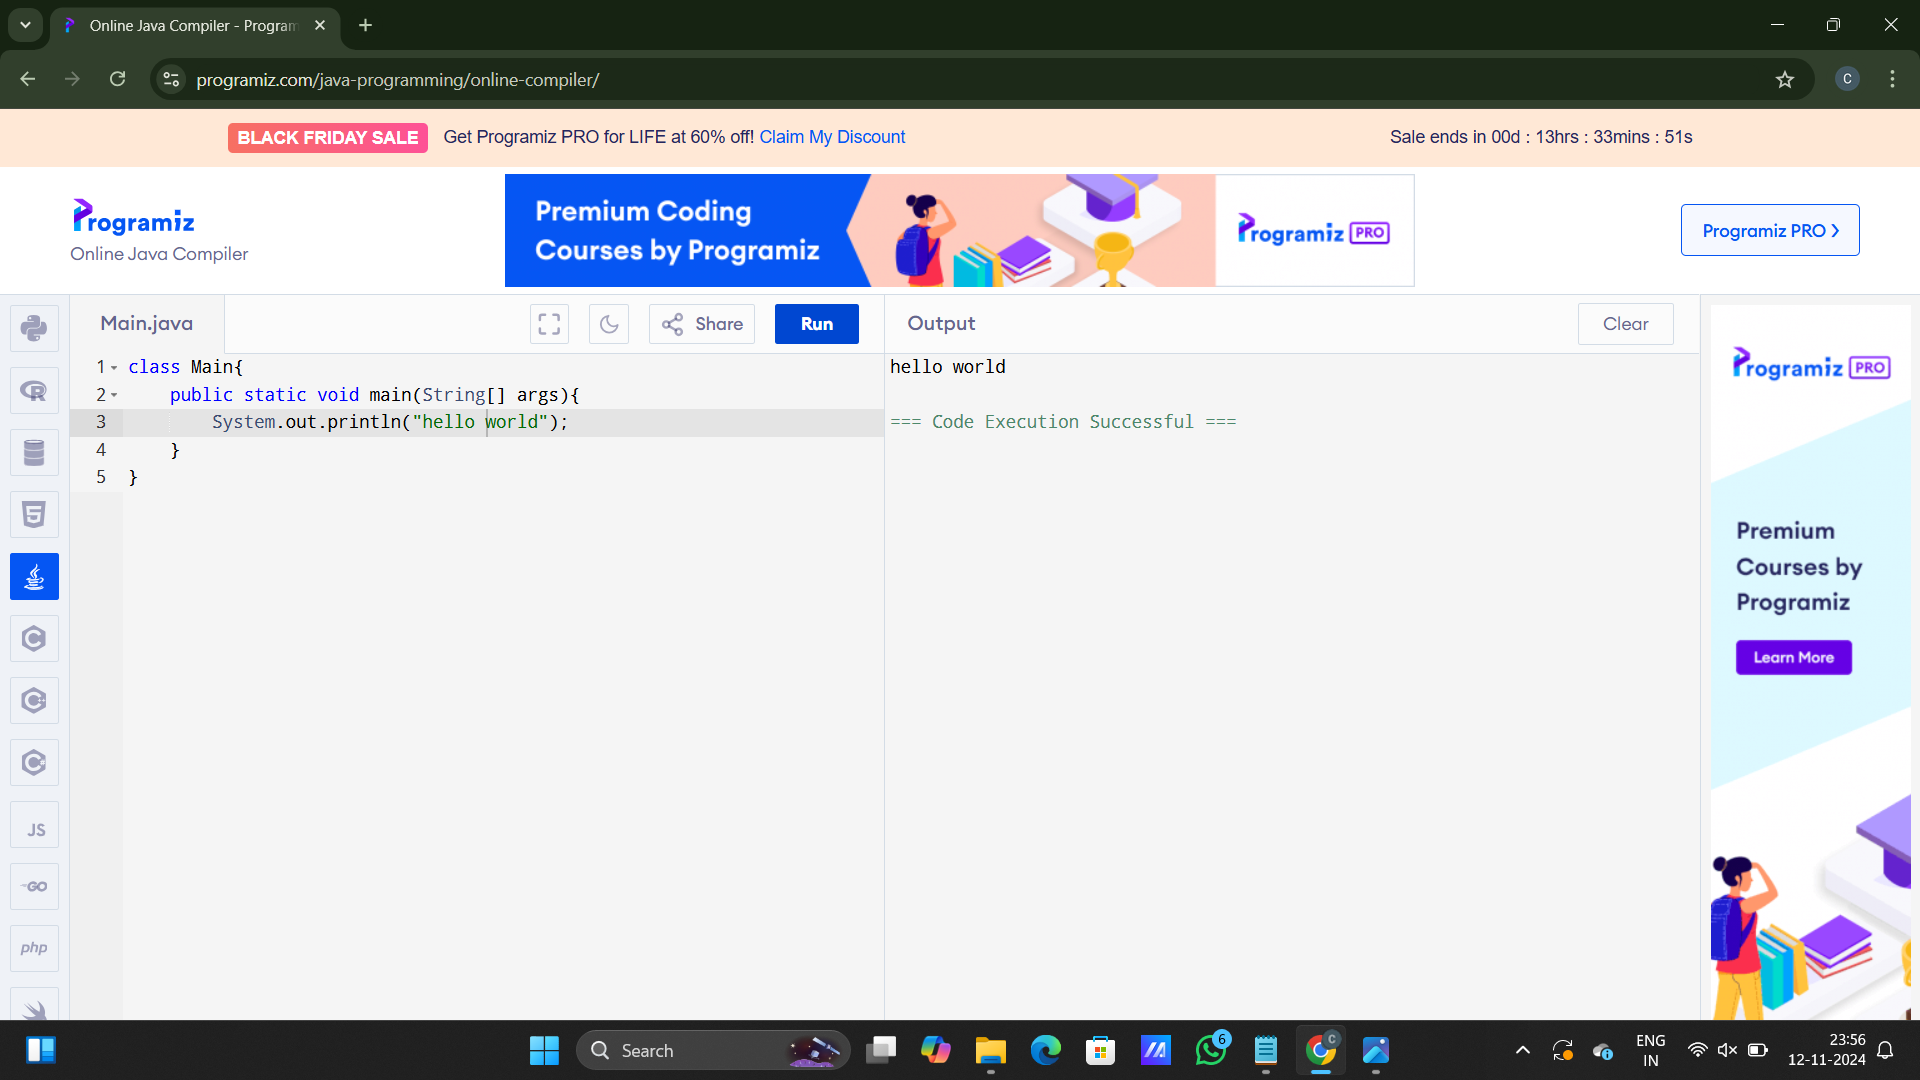 Online Java Compiler - Program
programiz.com/java-programming/online-compiler/
C
BLACK FRIDAY SALE Get Programiz PRO for LIFE at 60% off! Claim My Discount Sale ends in 00d : 13hrs : 33mins : 51s
Programiz
Online Java Compiler
Premium Coding
Courses by Programiz
Programiz PRO
Programiz PRO
Main.java
Share
Run
Output
Clear
1 class Main{
2 public static void main(String[] args){
3 System.out.println("hello world");
4 }
5 }
hello world
=== Code Execution Successful ===
Programiz PRO
Premium
Courses by
Programiz
Learn More
R
5
C
C
C
JS
GO
php
Search
6
C
ENG
IN
23:56
12-11-2024